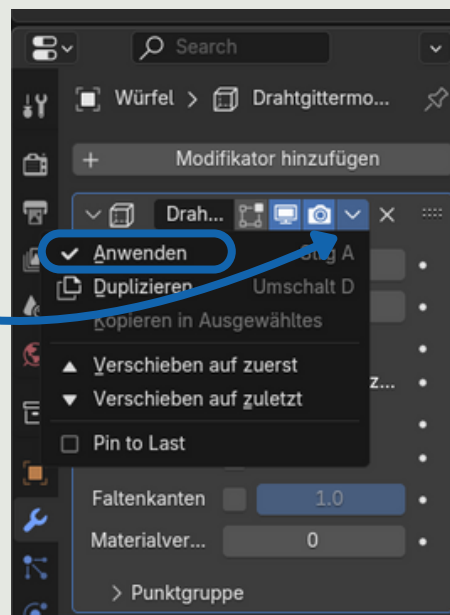 Search
Würfel > Drahtgittermo...
+ Modifikator hinzufügen
Drah...
Anwenden A
Duplizieren Umschalt D
Kopieren in Ausgewähltes
Verschieben auf zuerst
z...
Verschieben auf zuletzt
Pin to Last
Faltenkanten 1.0
Materialver... 0
> Punktgruppe